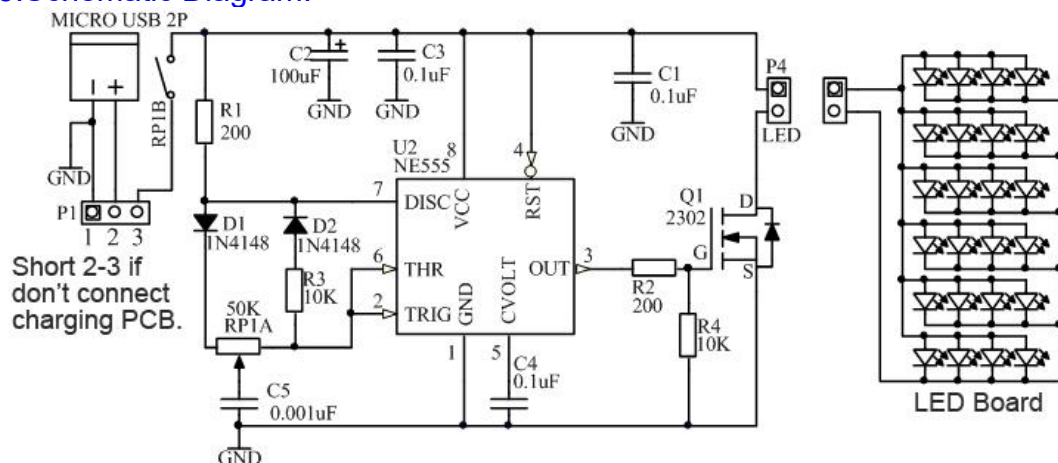 Schematic Diagram:
MICRO USB 2P
RP1B
GND
P1
1 2 3
Short 2-3 if
don't connect
charging PCB.
R1
200
C2
100uF
GND
C3
0.1uF
GND
C1
0.1uF
GND
P4
LED
U2
NE555
8
4
7
DISC
VCC
RST
D1
1N4148
D2
1N4148
6
THR
R3
10K
2
TRIG
GND
CVOLT
OUT
3
50K
RP1A
1
5
C5
0.001uF
C4
0.1uF
GND
Q1
2302
D
G
S
R2
200
R4
10K
LED Board